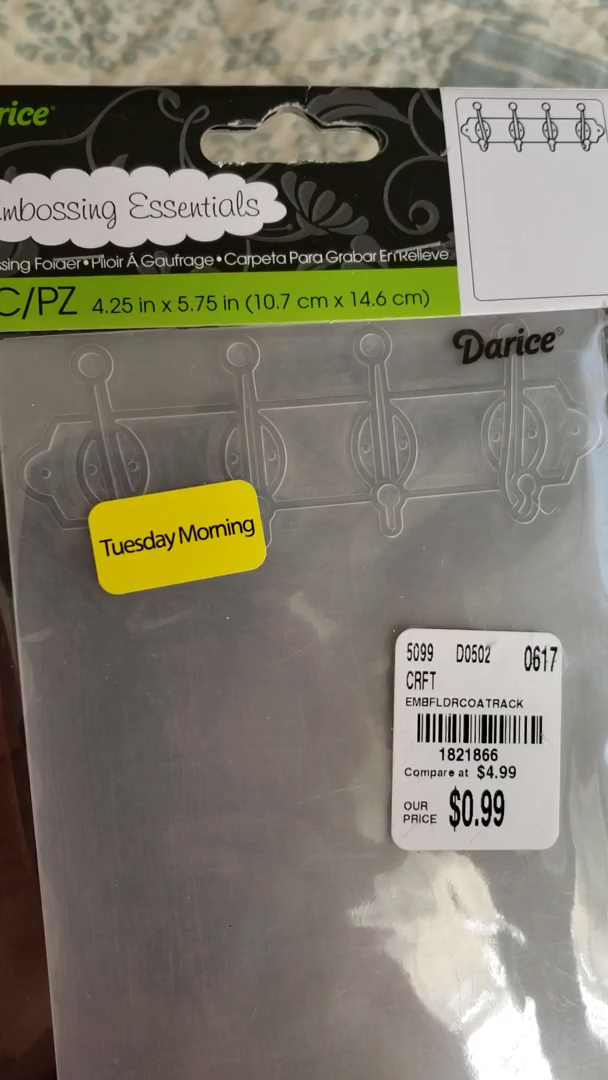 rice®
mbossing Essentials
sing Folder•Plioir Á Gaufrage•Carpeta Para Grabar En Relieve
C/PZ 4.25 in x 5.75 in (10.7 cm x 14.6 cm)
Darice®
Tuesday Morning
5099 D0502 0617
CRFT
EMBFLDRCOATRACK
1821866
Compare at $4.99
OUR PRICE $0.99